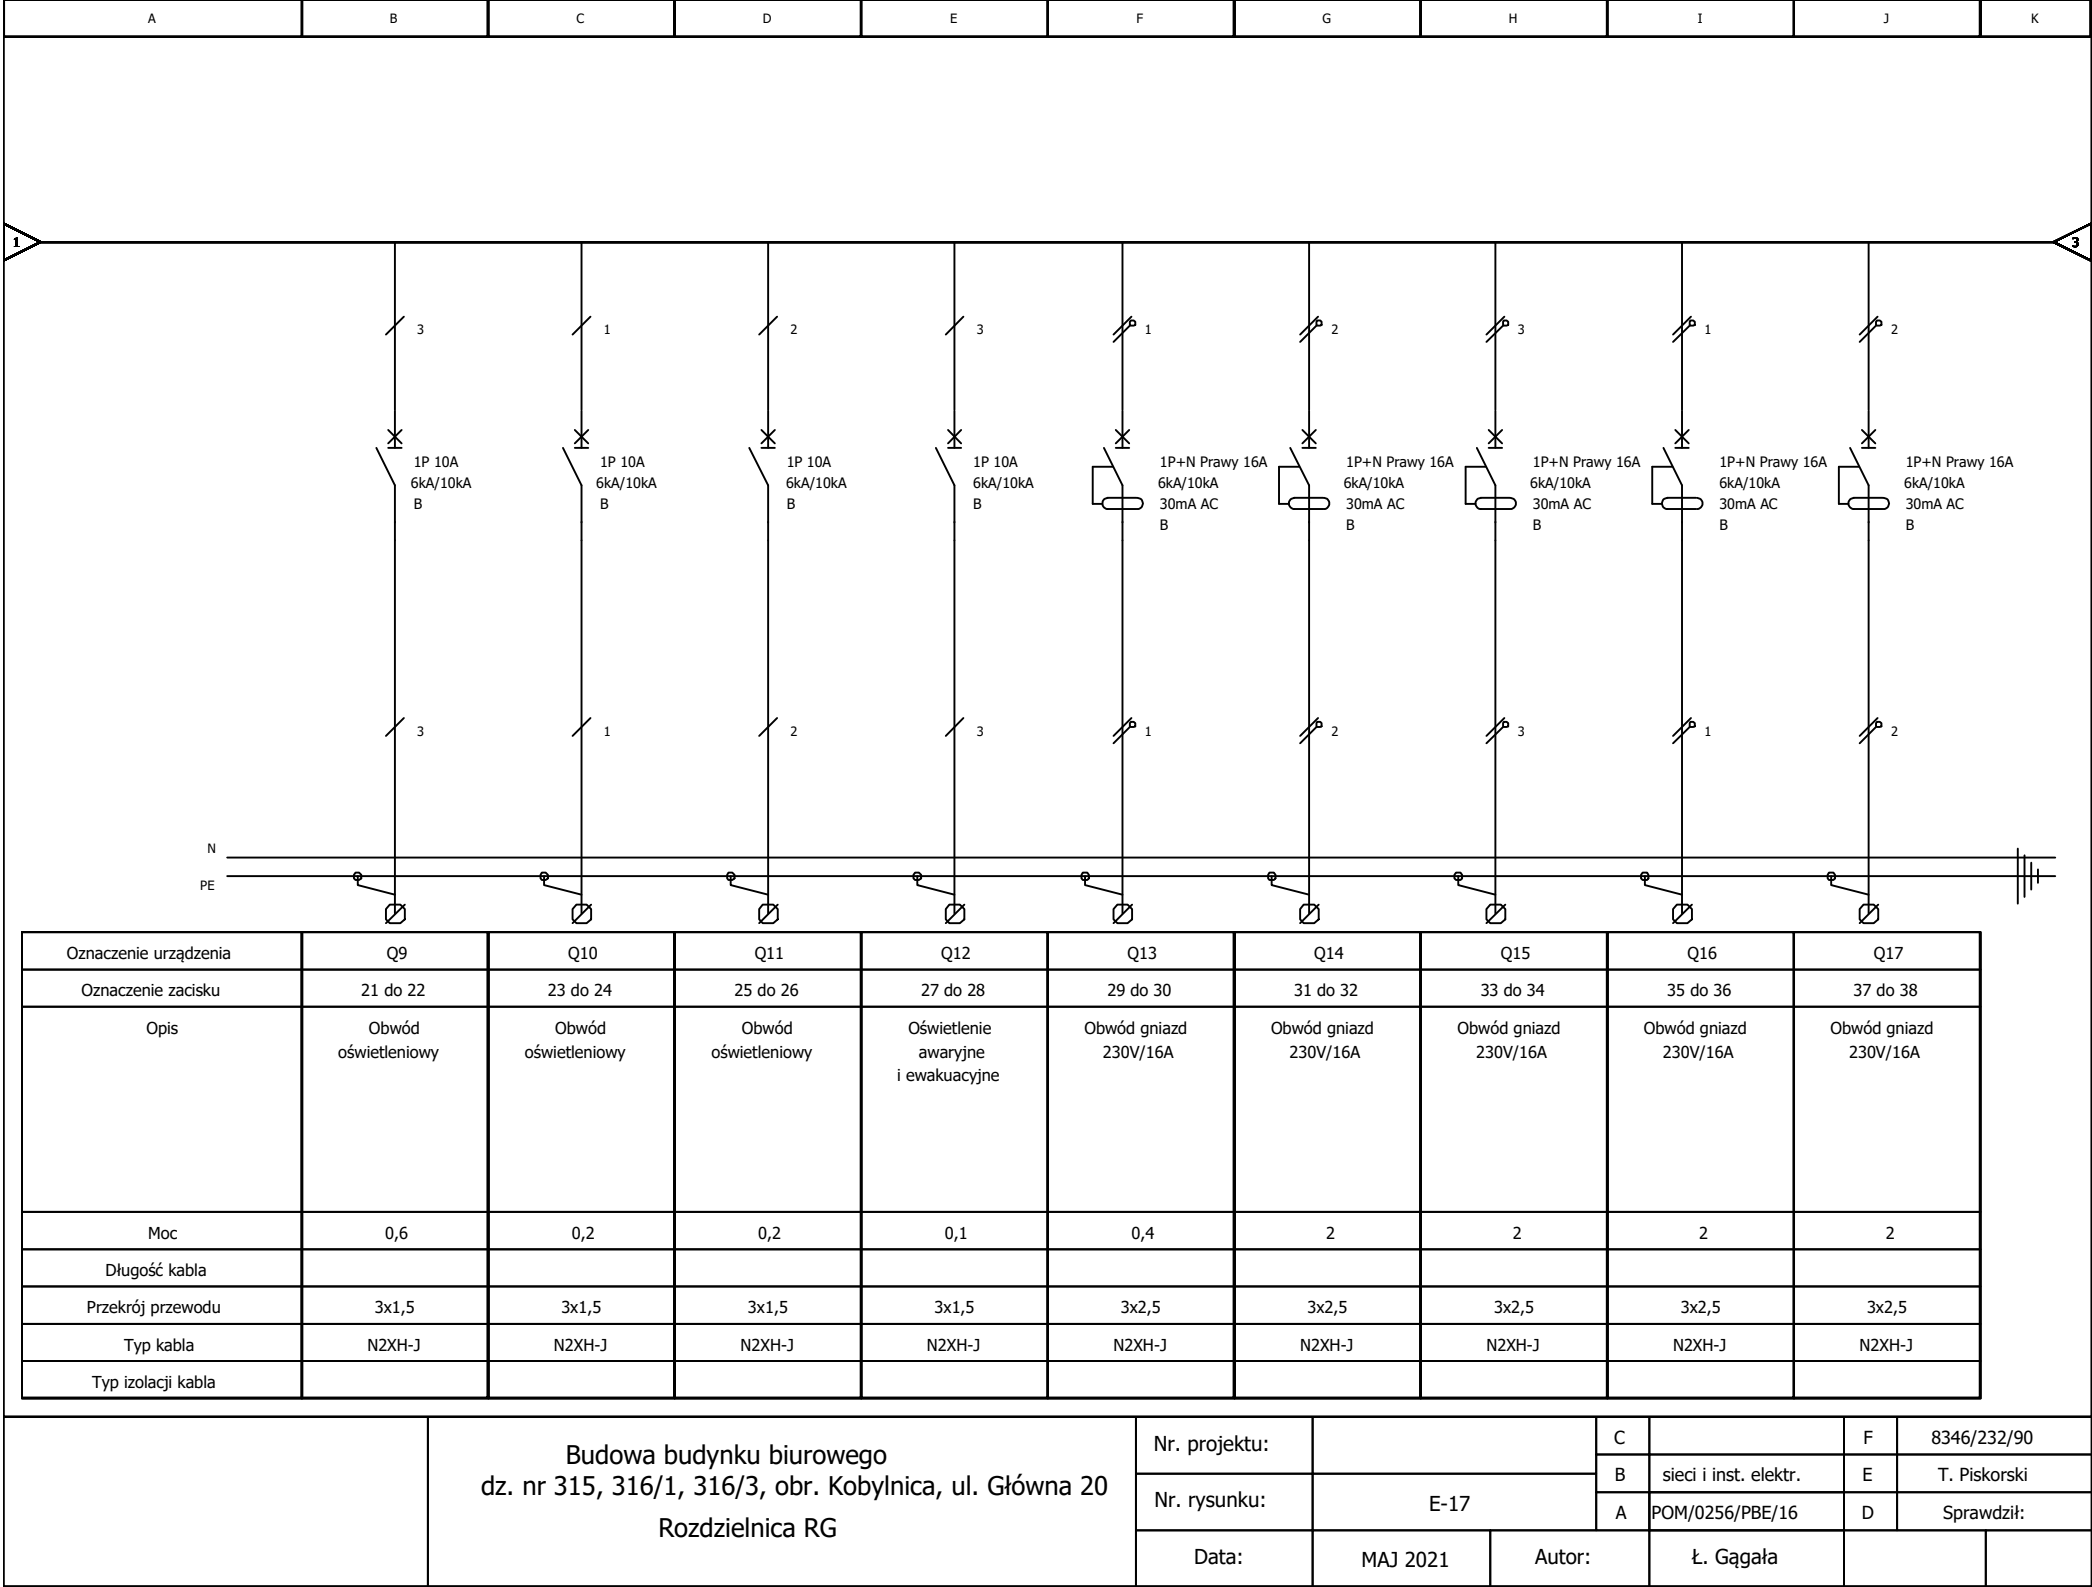 A B C D E F G H I J K
1 3
3 1 2 3 1 2 3 1 2
1P 10A 1P 10A 1P 10A 1P 10A 1P+N Prawy 16A 1P+N Prawy 16A 1P+N Prawy 16A 1P+N Prawy 16A 1P+N Prawy 16A
6kA/10kA 6kA/10kA 6kA/10kA 6kA/10kA 6kA/10kA 6kA/10kA 6kA/10kA 6kA/10kA 6kA/10kA
B B B B 30mA AC 30mA AC 30mA AC 30mA AC 30mA AC
B B B B B
3 1 2 3 1 2 3 1 2
N
PE
Oznaczenie urządzenia Q9 Q10 Q11 Q12 Q13 Q14 Q15 Q16 Q17
Oznaczenie zacisku 21 do 22 23 do 24 25 do 26 27 do 28 29 do 30 31 do 32 33 do 34 35 do 36 37 do 38
Opis Obwód Obwód Obwód Oświetlenie Obwód gniazd Obwód gniazd Obwód gniazd Obwód gniazd Obwód gniazd
oświetleniowy oświetleniowy oświetleniowy awaryjne 230V/16A 230V/16A 230V/16A 230V/16A 230V/16A
i ewakuacyjne
Moc 0,6 0,2 0,2 0,1 0,4 2 2 2 2
Długość kabla
Przekrój przewodu 3x1,5 3x1,5 3x1,5 3x1,5 3x2,5 3x2,5 3x2,5 3x2,5 3x2,5
Typ kabla N2XH-J N2XH-J N2XH-J N2XH-J N2XH-J N2XH-J N2XH-J N2XH-J N2XH-J
Typ izolacji kabla
Budowa budynku biurowego
dz. nr 315, 316/1, 316/3, obr. Kobylnica, ul. Główna 20
Rozdzielnica RG
Nr. projektu:
Nr. rysunku: E-17
C F 8346/232/90
B sieci i inst. elektr. E T. Piskorski
A POM/0256/PBE/16 D Sprawdził:
Data: MAJ 2021 Autor: Ł. Gągała